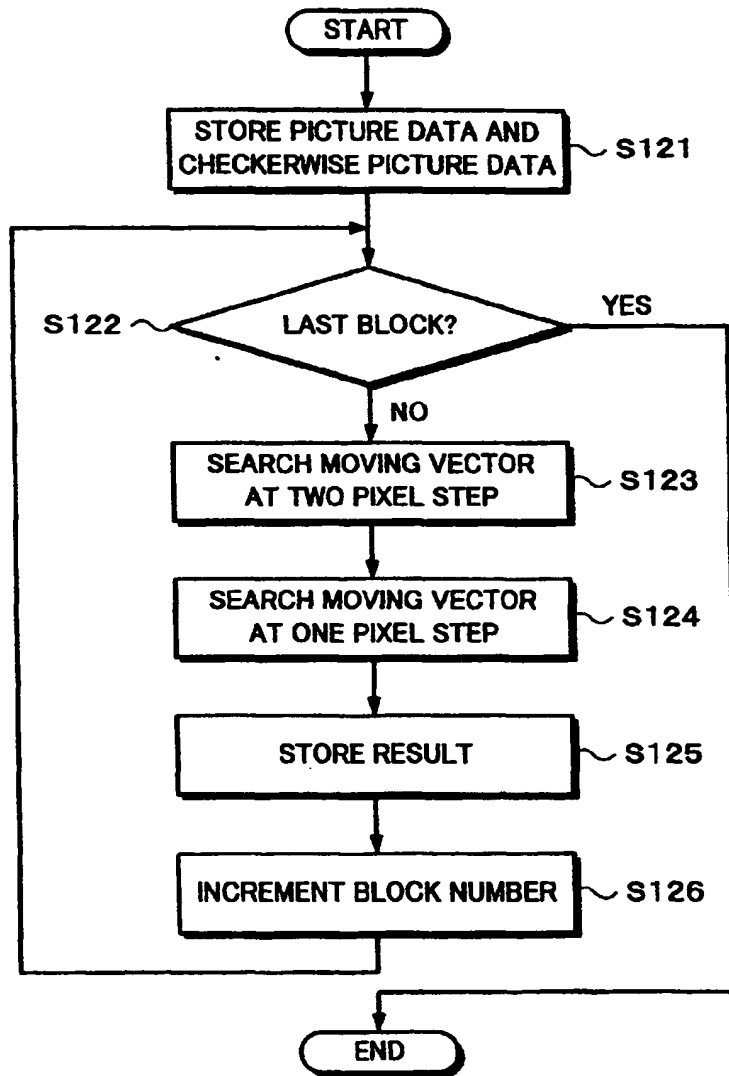 START
STORE PICTURE DATA AND
CHECKERWISE PICTURE DATA
S121
S122
LAST BLOCK?
YES
NO
SEARCH MOVING VECTOR
AT TWO PIXEL STEP
S123
SEARCH MOVING VECTOR
AT ONE PIXEL STEP
S124
STORE RESULT
S125
INCREMENT BLOCK NUMBER
S126
END